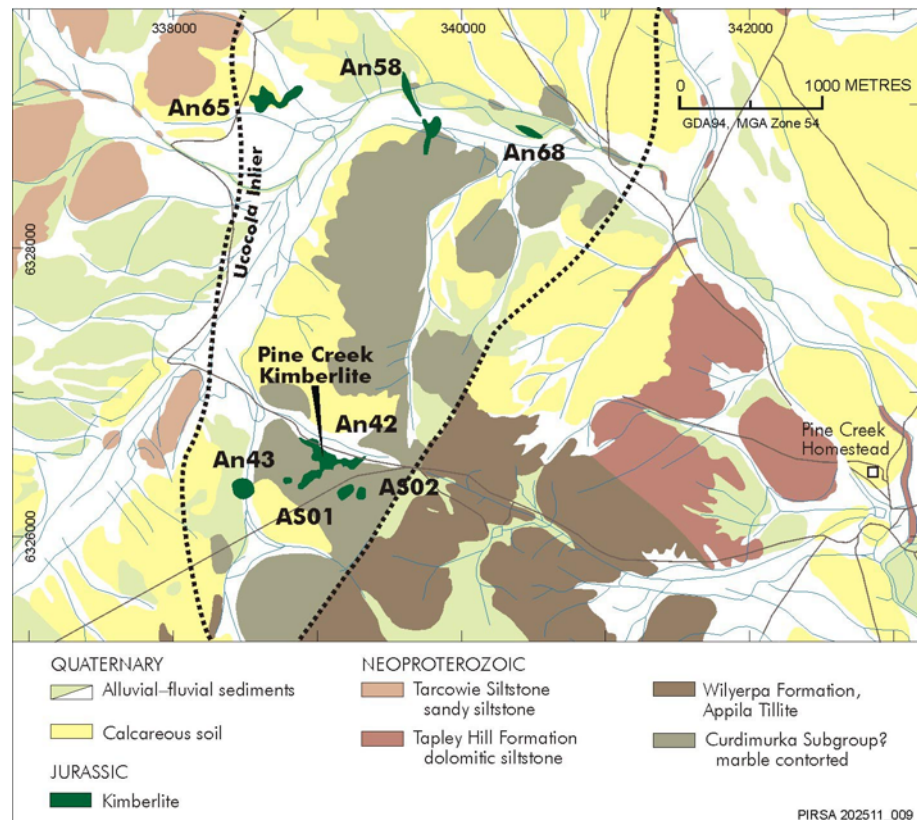 338000
340000
342000
An58
An65
0 1000 METRES
GDA94, MGA Zone 54
An68
Ucocola Inlier
6328000
Pine Creek
Kimberlite
An42
Pine Creek
Homestead
An43
AS02
AS01
6326000
QUATERNARY
Alluvial–fluvial sediments
Calcareous soil
JURASSIC
Kimberlite
NEOPROTEROZOIC
Tarcowie Siltstone
sandy siltstone
Tapley Hill Formation
dolomitic siltstone
Wilyerpa Formation,
Appila Tillite
Curdimurka Subgroup?
marble contorted
PIRSA 202511_009